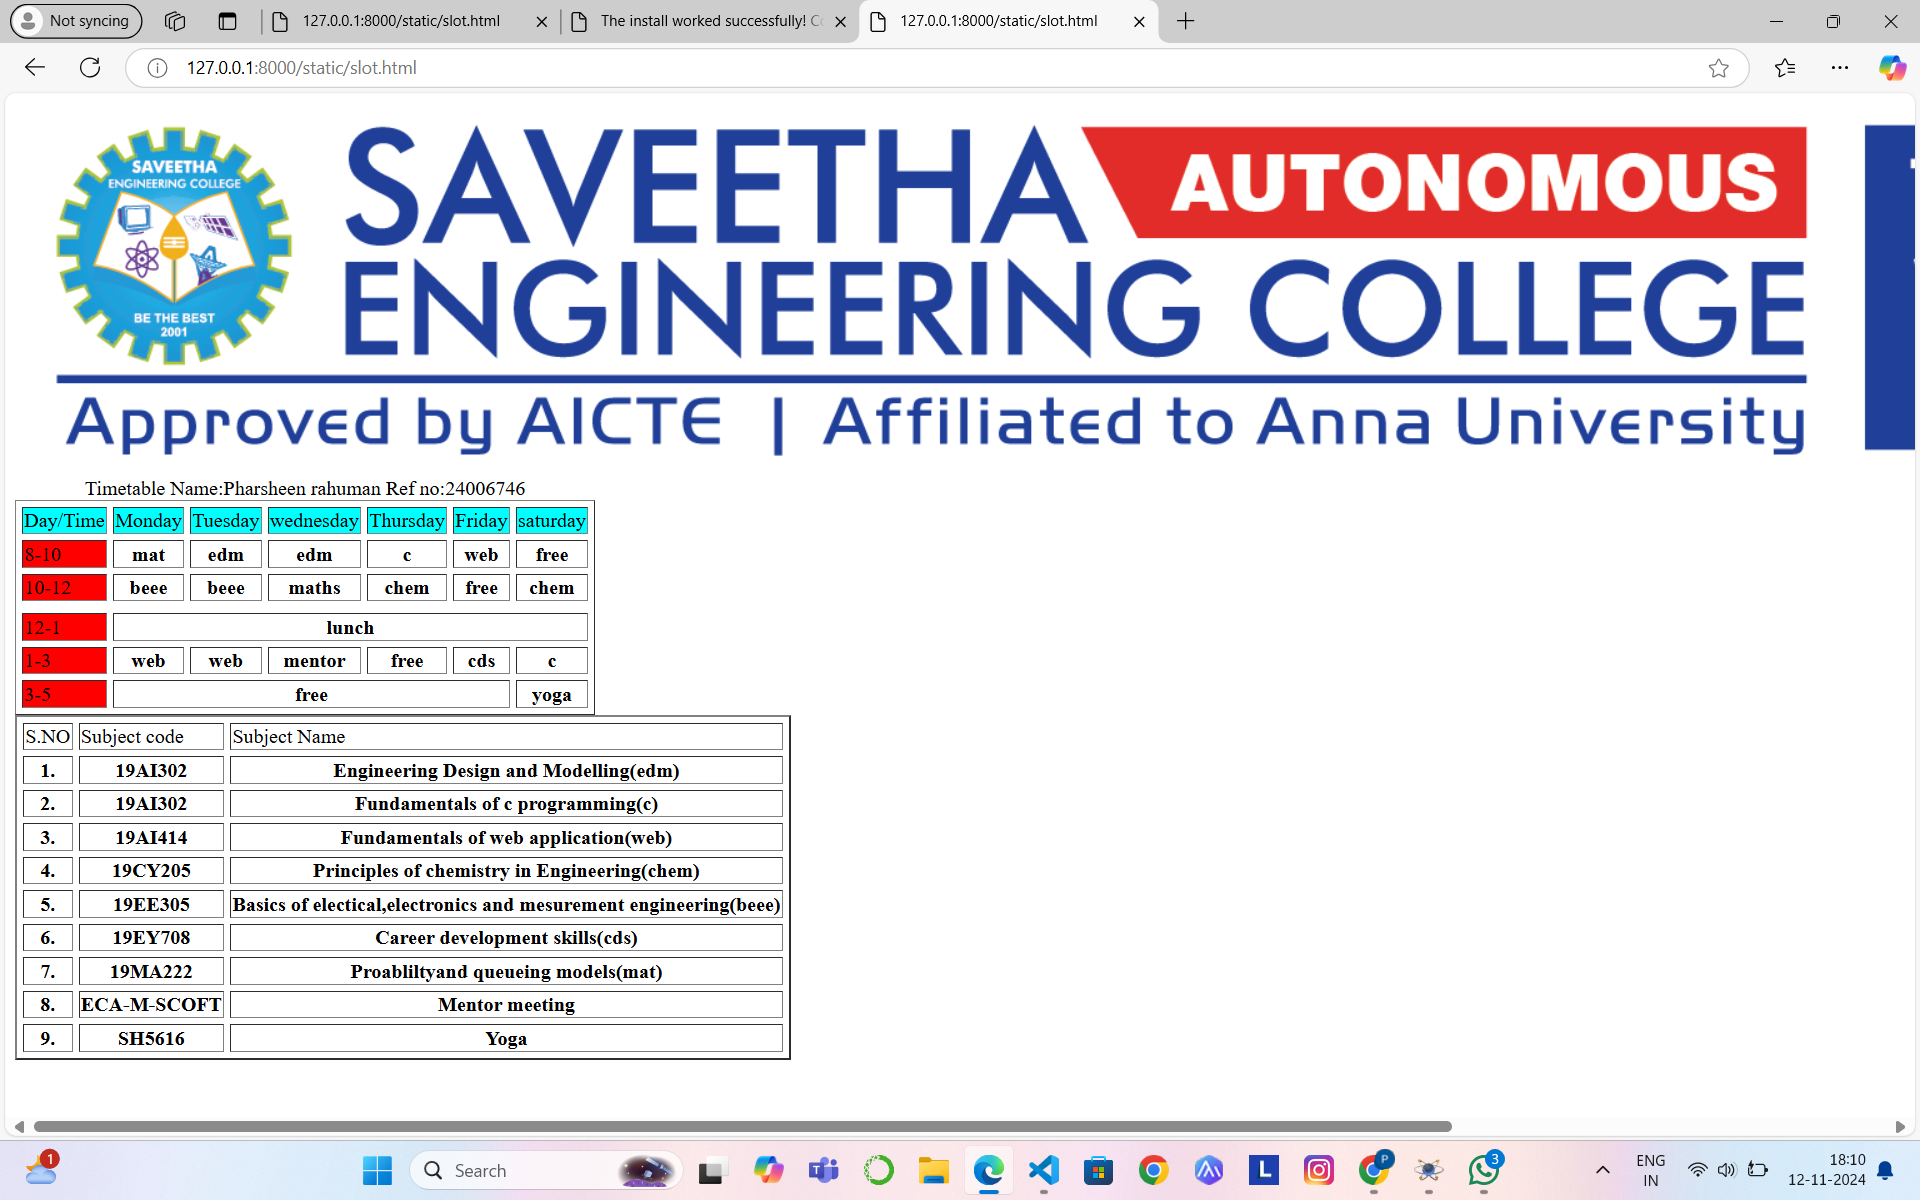 Not syncing
127.0.0.1:8000/static/slot.html
The install worked successfully! Co
127.0.0.1:8000/static/slot.html
127.0.0.1:8000/static/slot.html
SAVEETHA
ENGINEERING COLLEGE
BE THE BEST
2001
SAVEETHA AUTONOMOUS
ENGINEERING COLLEGE
Approved by AICTE | Affiliated to Anna University
Timetable Name:Pharsheen rahuman Ref no:24006746
Day/Time Monday Tuesday wednesday Thursday Friday saturday
8-10 mat edm edm c web free
10-12 beee beee maths chem free chem
12-1 lunch
1-3 web web mentor free cds c
3-5 free yoga
S.NO Subject code Subject Name
1. 19AI302 Engineering Design and Modelling(edm)
2. 19AI302 Fundamentals of c programming(c)
3. 19AI414 Fundamentals of web application(web)
4. 19CY205 Principles of chemistry in Engineering(chem)
5. 19EE305 Basics of electical,electronics and mesurement engineering(beee)
6. 19EY708 Career development skills(cds)
7. 19MA222 Proabliltyand queueing models(mat)
8. ECA-M-SCOFT Mentor meeting
9. SH5616 Yoga
1
Search
L
P
3
ENG
IN
18:10
12-11-2024